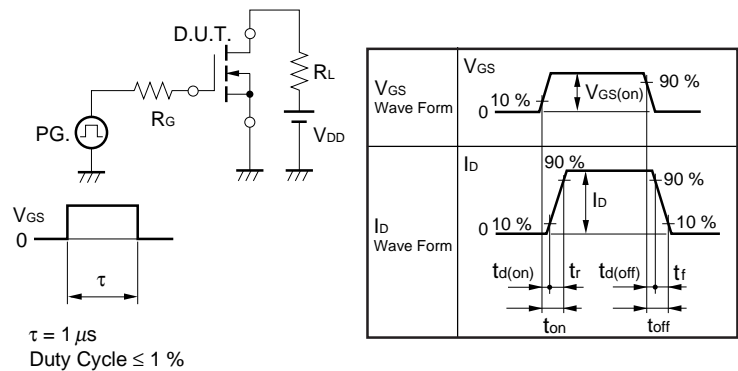 D.U.T.
RL
RG
PG.
VDD
VGS
0
τ
τ = 1 μs
Duty Cycle ≤ 1 %
VGS
Wave Form
VGS
10 %
0
VGS(on)
90 %
ID
Wave Form
ID
90 %
90 %
ID
0 10 %
10 %
td(on) tr td(off) tf
ton toff